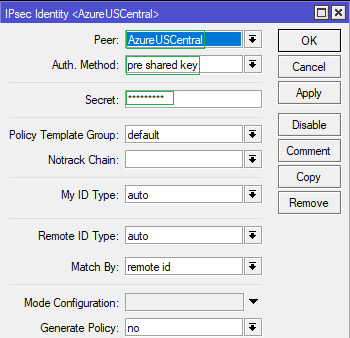 IPsec Identity <AzureUSCentral>
Peer: AzureUSCentral
OK
Auth. Method: pre shared key
Cancel
Secret: *********
Apply
Policy Template Group: default
Disable
Notrack Chain:
Comment
Copy
My ID Type: auto
Remove
Remote ID Type: auto
Match By: remote id
Mode Configuration:
Generate Policy: no